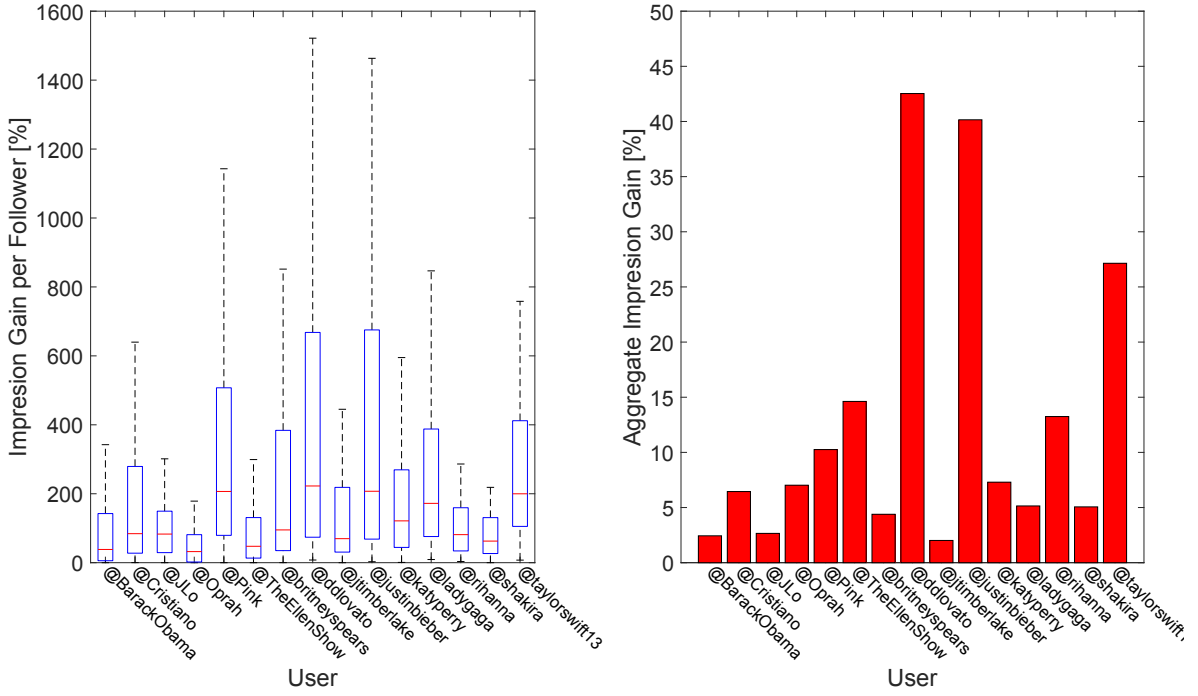 1600
1400
1200
1000
800
600
400
200
0
Impresion Gain per Follower [%]
@BarackObama
@Cristiano
@JLo
@Oprah
@Pink
@TheEllenShow
@britneyspears
@ddlovato
@jtimberlake
@justinbieber
@katyperry
@ladygaga
@rihanna
@shakira
@taylorswift13
User
50
45
40
35
30
25
20
15
10
5
0
Aggregate Impresion Gain [%]
@BarackObama
@Cristiano
@JLo
@Oprah
@Pink
@TheEllenShow
@britneyspears
@ddlovato
@jtimberlake
@justinbieber
@katyperry
@ladygaga
@rihanna
@shakira
@taylorswift1
User